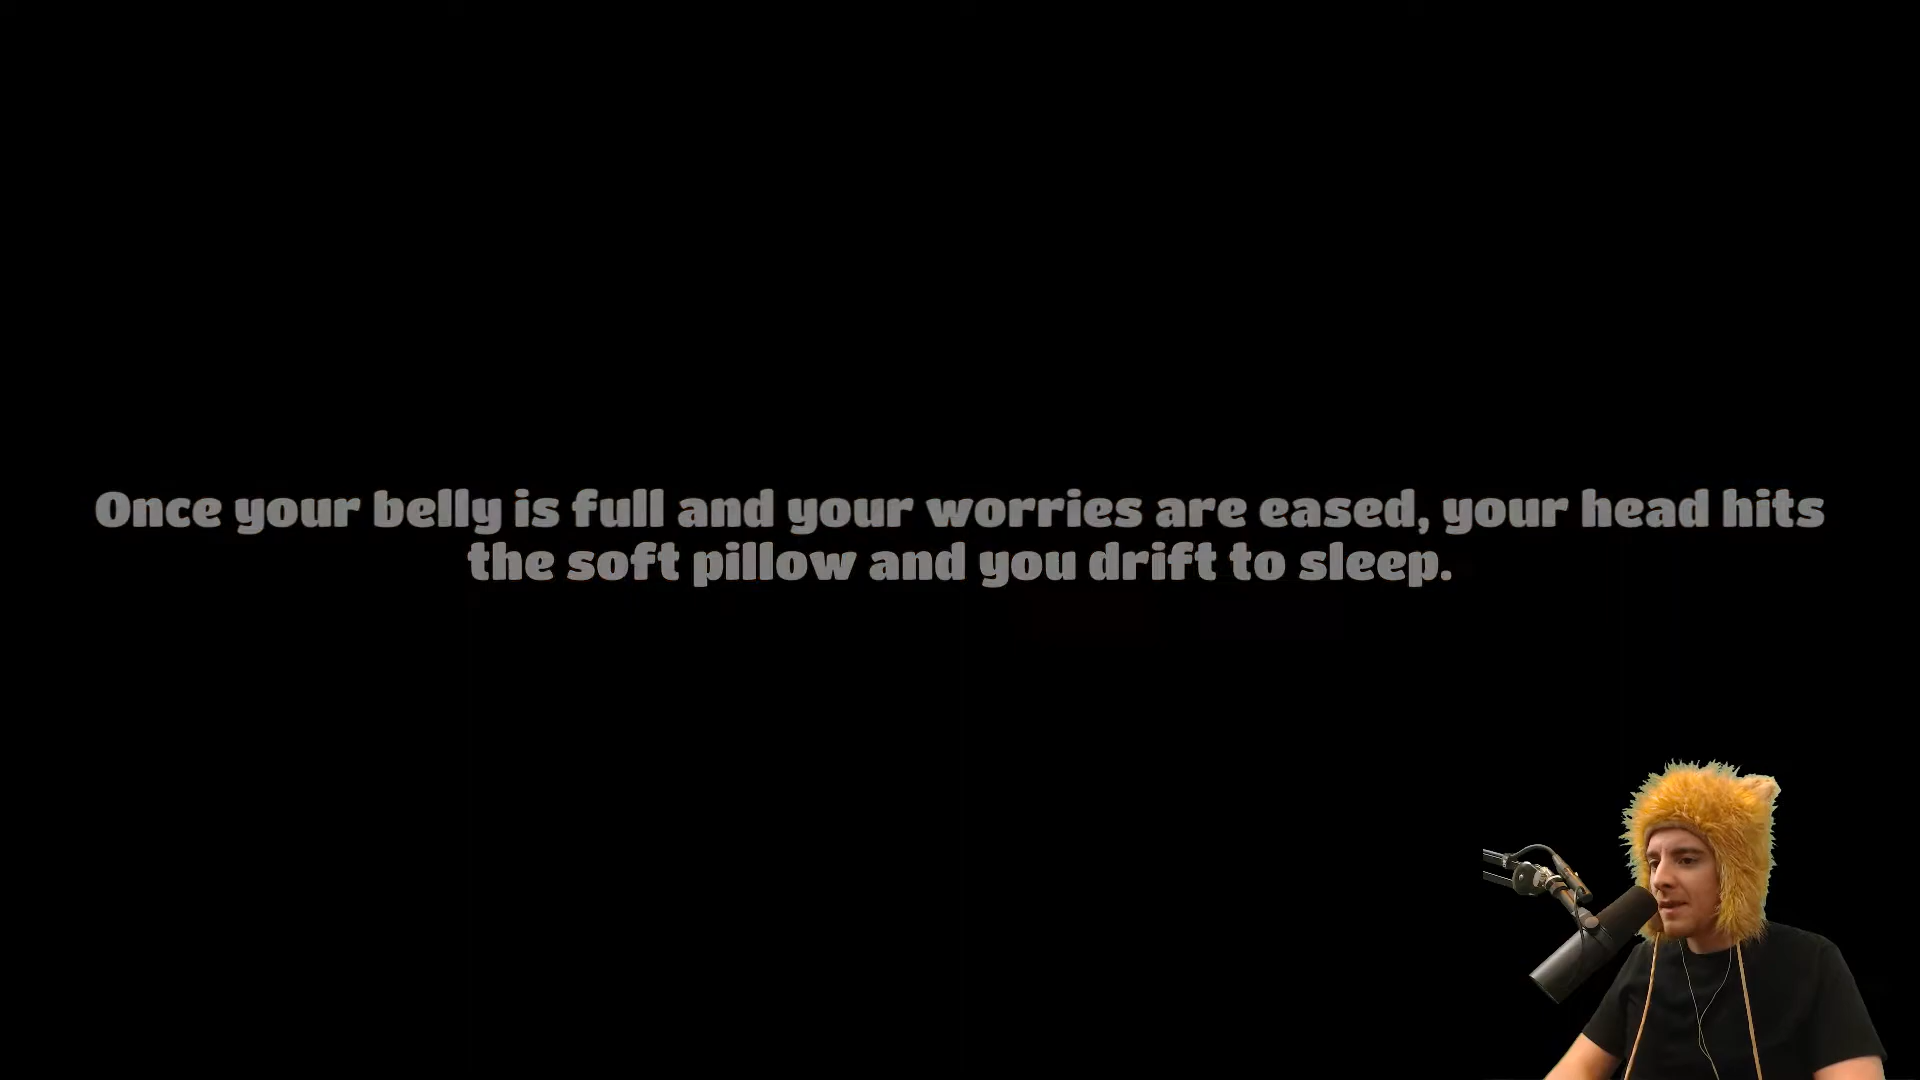 Once your belly is full and your worries are eased, your head hits
the soft pillow and you drift to sleep.